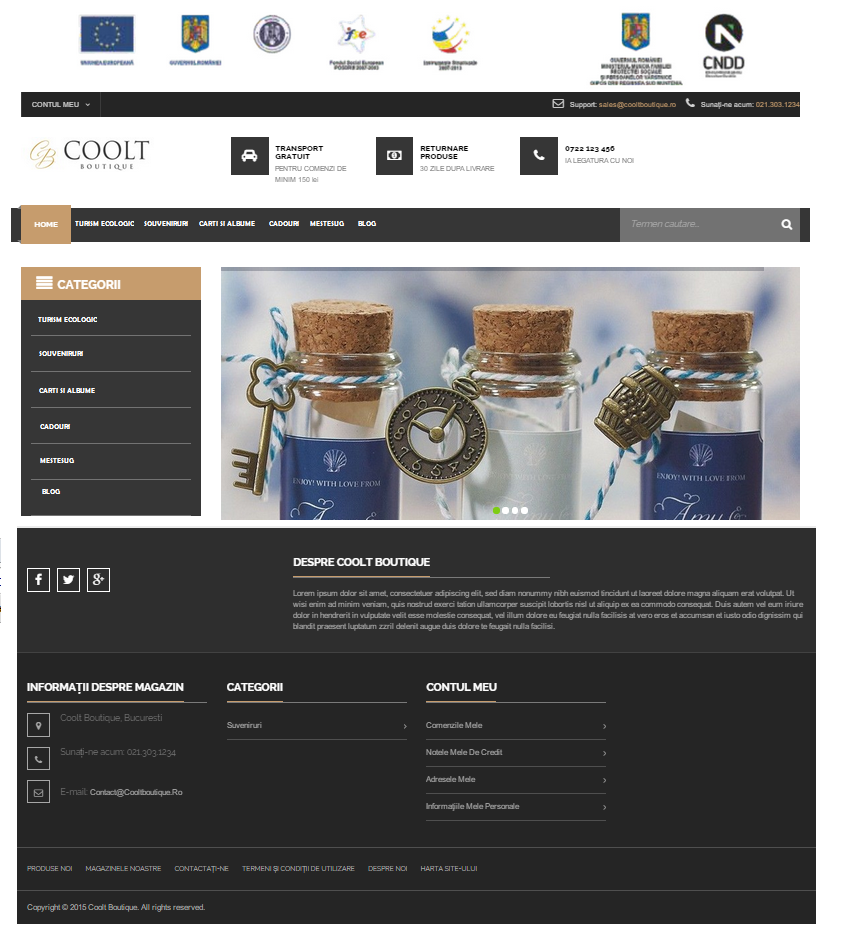 UNIUNEA EUROPEANĂ
GUVERNUL ROMÂNIEI
Fondul Social European
POSDRU 2007-2013
Instrumente Structurale
2007-2013
GUVERNUL ROMÂNIEI
MINISTERUL MUNCII, FAMILIEI
PROTECȚIEI SOCIALE
ȘI PERSOANELOR VÂRSTNICE
CNDD
CONTUL MEU
Support: sales@cooltboutique.ro
Sunați-ne acum: 021.303.1234
CB COOLT
BOUTIQUE
TRANSPORT
GRATUIT
PENTRU COMENZI DE
MINIM 150 lei
RETURNARE
PRODUSE
30 ZILE DUPA LIVRARE
0722 123 456
IA LEGATURA CU NOI
HOME TURISM ECOLOGIC SOUVENIRURI CARTI SI ALBUME CADOURI MESTESUG BLOG
Termeni cautare...
CATEGORII
TURISM ECOLOGIC
SOUVENIRURI
CARTI SI ALBUME
CADOURI
MESTESUG
BLOG
ENJOY! WITH LOVE FROM
ENJOY! WITH LOVE FROM
ENJOY! WITH LOVE FROM
DESPRE COOLT BOUTIQUE
Lorem ipsum dolor sit amet, consectetuer adipiscing elit, sed diam nonummy nibh euismod tincidunt ut laoreet dolore magna aliquam erat volutpat. Ut
wisi enim ad minim veniam, quis nostrud exerci tation ullamcorper suscipit lobortis nisl ut aliquip ex ea commodo consequat. Duis autem vel eum iriure
dolor in hendrerit in vulputate velit esse molestie consequat, vel illum dolore eu feugiat nulla facilisis at vero eros et accumsan et iusto odio dignissim qui
blandit praesent luptatum zzril delenit augue duis dolore te feugait nulla facilisi.
INFORMAȚII DESPRE MAGAZIN
Coolt Boutique, Bucuresti
Sunați-ne acum: 021.303.1234
E-mail: Contact@Cooltboutique.Ro
CATEGORII
Suveniruri
CONTUL MEU
Comenzile Mele
Notele Mele De Credit
Adresele Mele
Informațiile Mele Personale
PRODUSE NOI MAGAZINELE NOASTRE CONTACTAȚI-NE TERMENI ȘI CONDIȚII DE UTILIZARE DESPRE NOI HARTA SITE-ULUI
Copyright © 2015 Coolt Boutique. All rights reserved.